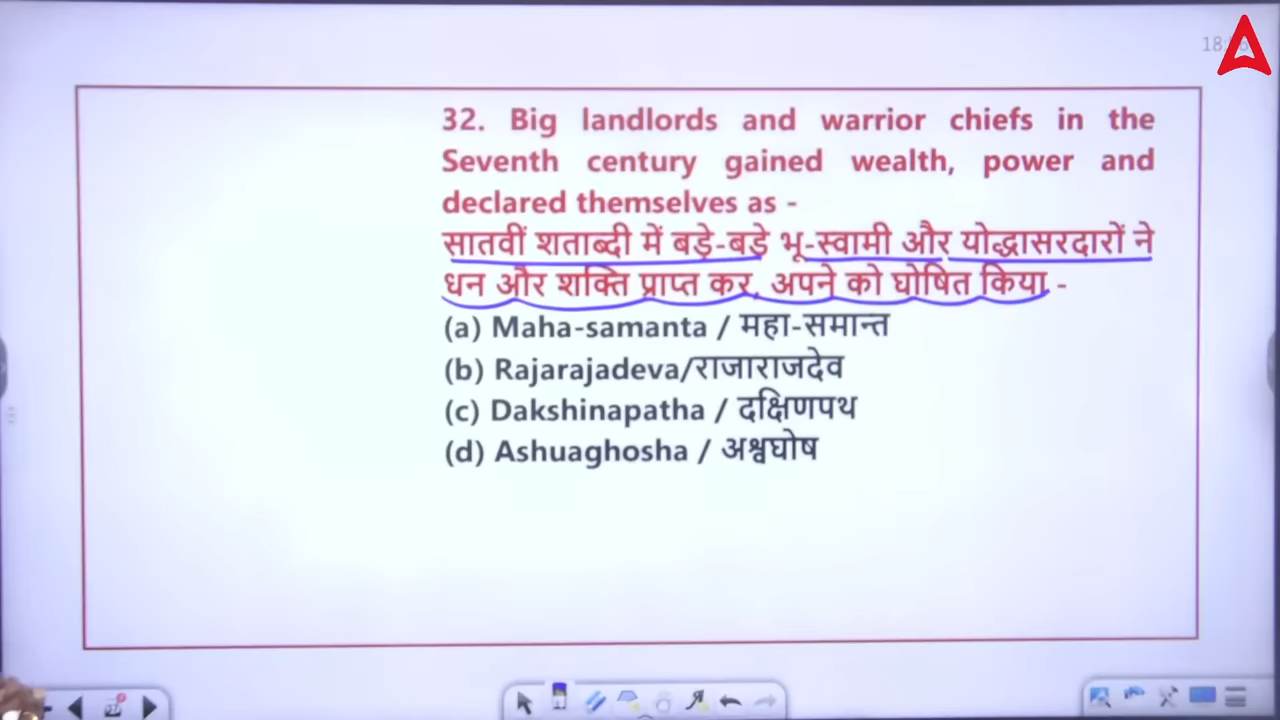 32. Big landlords and warrior chiefs in the
Seventh century gained wealth, power and
declared themselves as -
सातवीं शताब्दी में बड़े-बड़े भू-स्वामी और योद्धासरदारों ने
धन और शक्ति प्राप्त कर, अपने को घोषित किया -
(a) Maha-samanta / महा-समान्त
(b) Rajarajadeva/राजाराजदेव
(c) Dakshinapatha / दक्षिणपथ
(d) Ashuaghosha / अश्वघोष